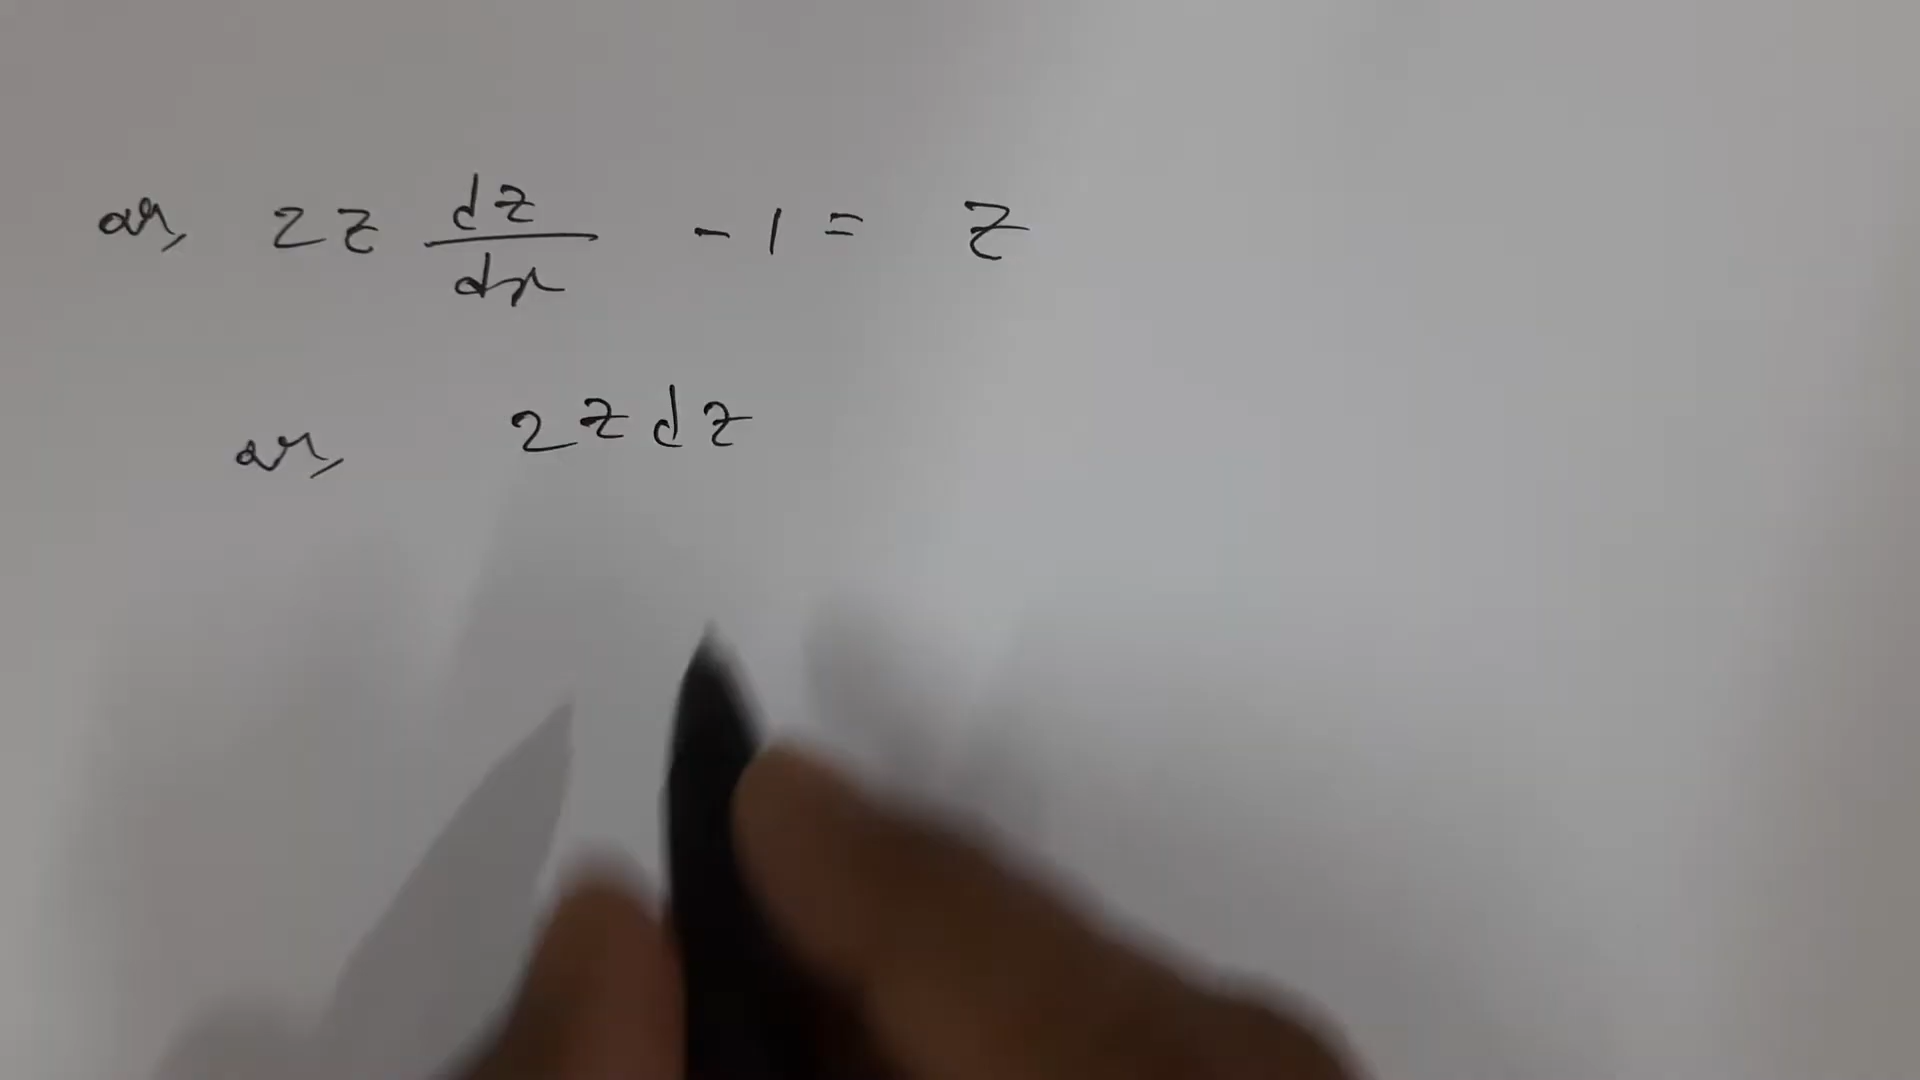 or, 2z dz/dx - 1 = z
or, 2z dz